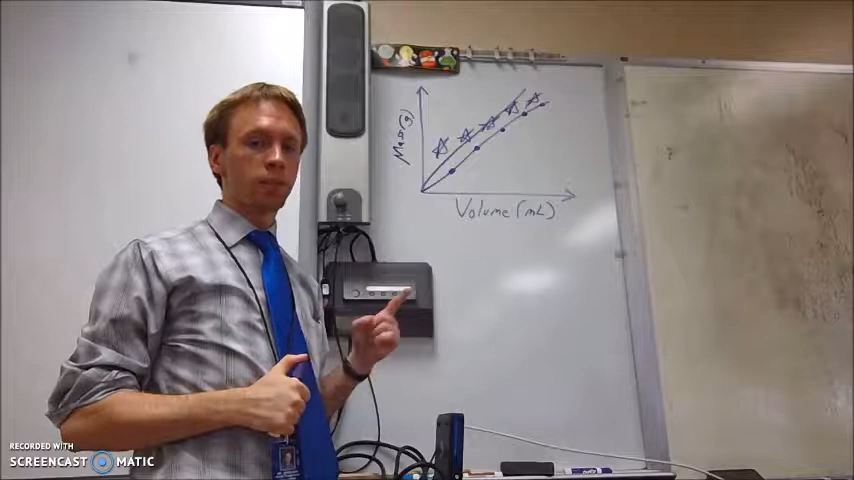 Mass (g)
Volume (mL)
RECORDED WITH
SCREENCAST MATIC